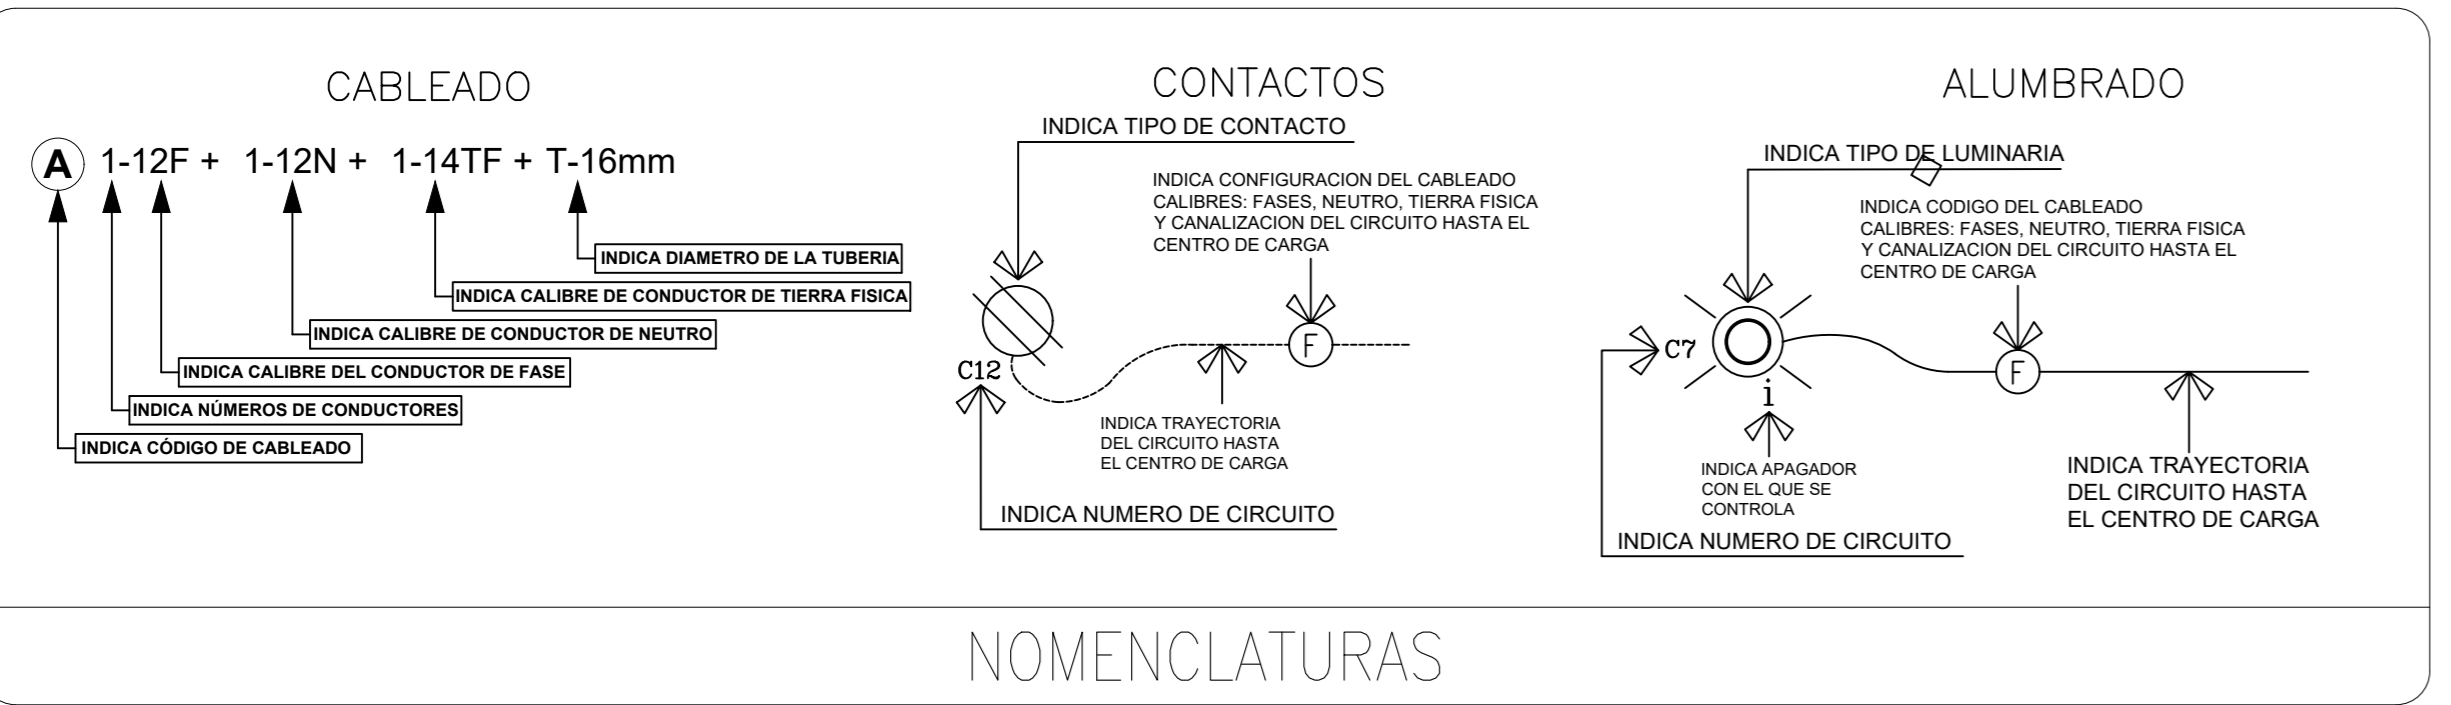 CABLEADO
A 1-12F + 1-12N + 1-14TF + T-16mm
INDICA DIAMETRO DE LA TUBERIA
INDICA CALIBRE DE CONDUCTOR DE TIERRA FISICA
INDICA CALIBRE DE CONDUCTOR DE NEUTRO
INDICA CALIBRE DEL CONDUCTOR DE FASE
INDICA NÚMEROS DE CONDUCTORES
INDICA CÓDIGO DE CABLEADO
CONTACTOS
INDICA TIPO DE CONTACTO
INDICA CONFIGURACION DEL CABLEADO
CALIBRES: FASES, NEUTRO, TIERRA FISICA
Y CANALIZACION DEL CIRCUITO HASTA EL
CENTRO DE CARGA
F
C12
INDICA TRAYECTORIA
DEL CIRCUITO HASTA
EL CENTRO DE CARGA
INDICA NUMERO DE CIRCUITO
ALUMBRADO
INDICA TIPO DE LUMINARIA
INDICA CODIGO DEL CABLEADO
CALIBRES: FASES, NEUTRO, TIERRA FISICA
Y CANALIZACION DEL CIRCUITO HASTA EL
CENTRO DE CARGA
C7
F
i
INDICA APAGADOR
CON EL QUE SE
CONTROLA
INDICA TRAYECTORIA
DEL CIRCUITO HASTA
EL CENTRO DE CARGA
INDICA NUMERO DE CIRCUITO
NOMENCLATURAS